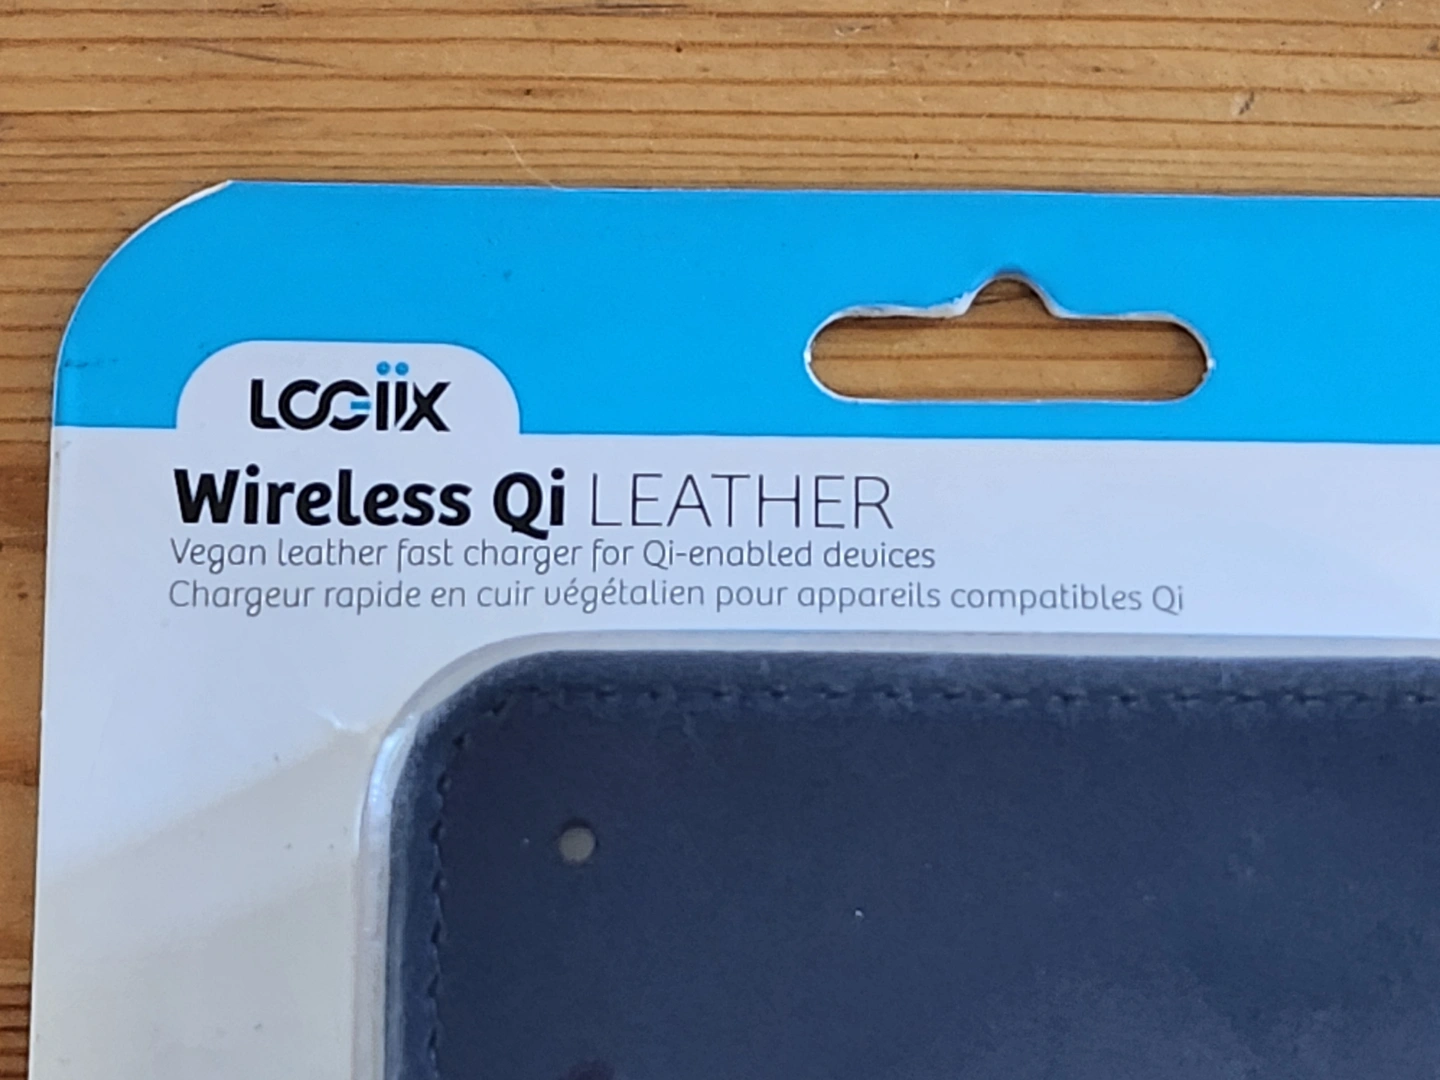 LOGiiX
Wireless Qi LEATHER
Vegan leather fast charger for Qi-enabled devices
Chargeur rapide en cuir végétalien pour appareils compatibles Qi